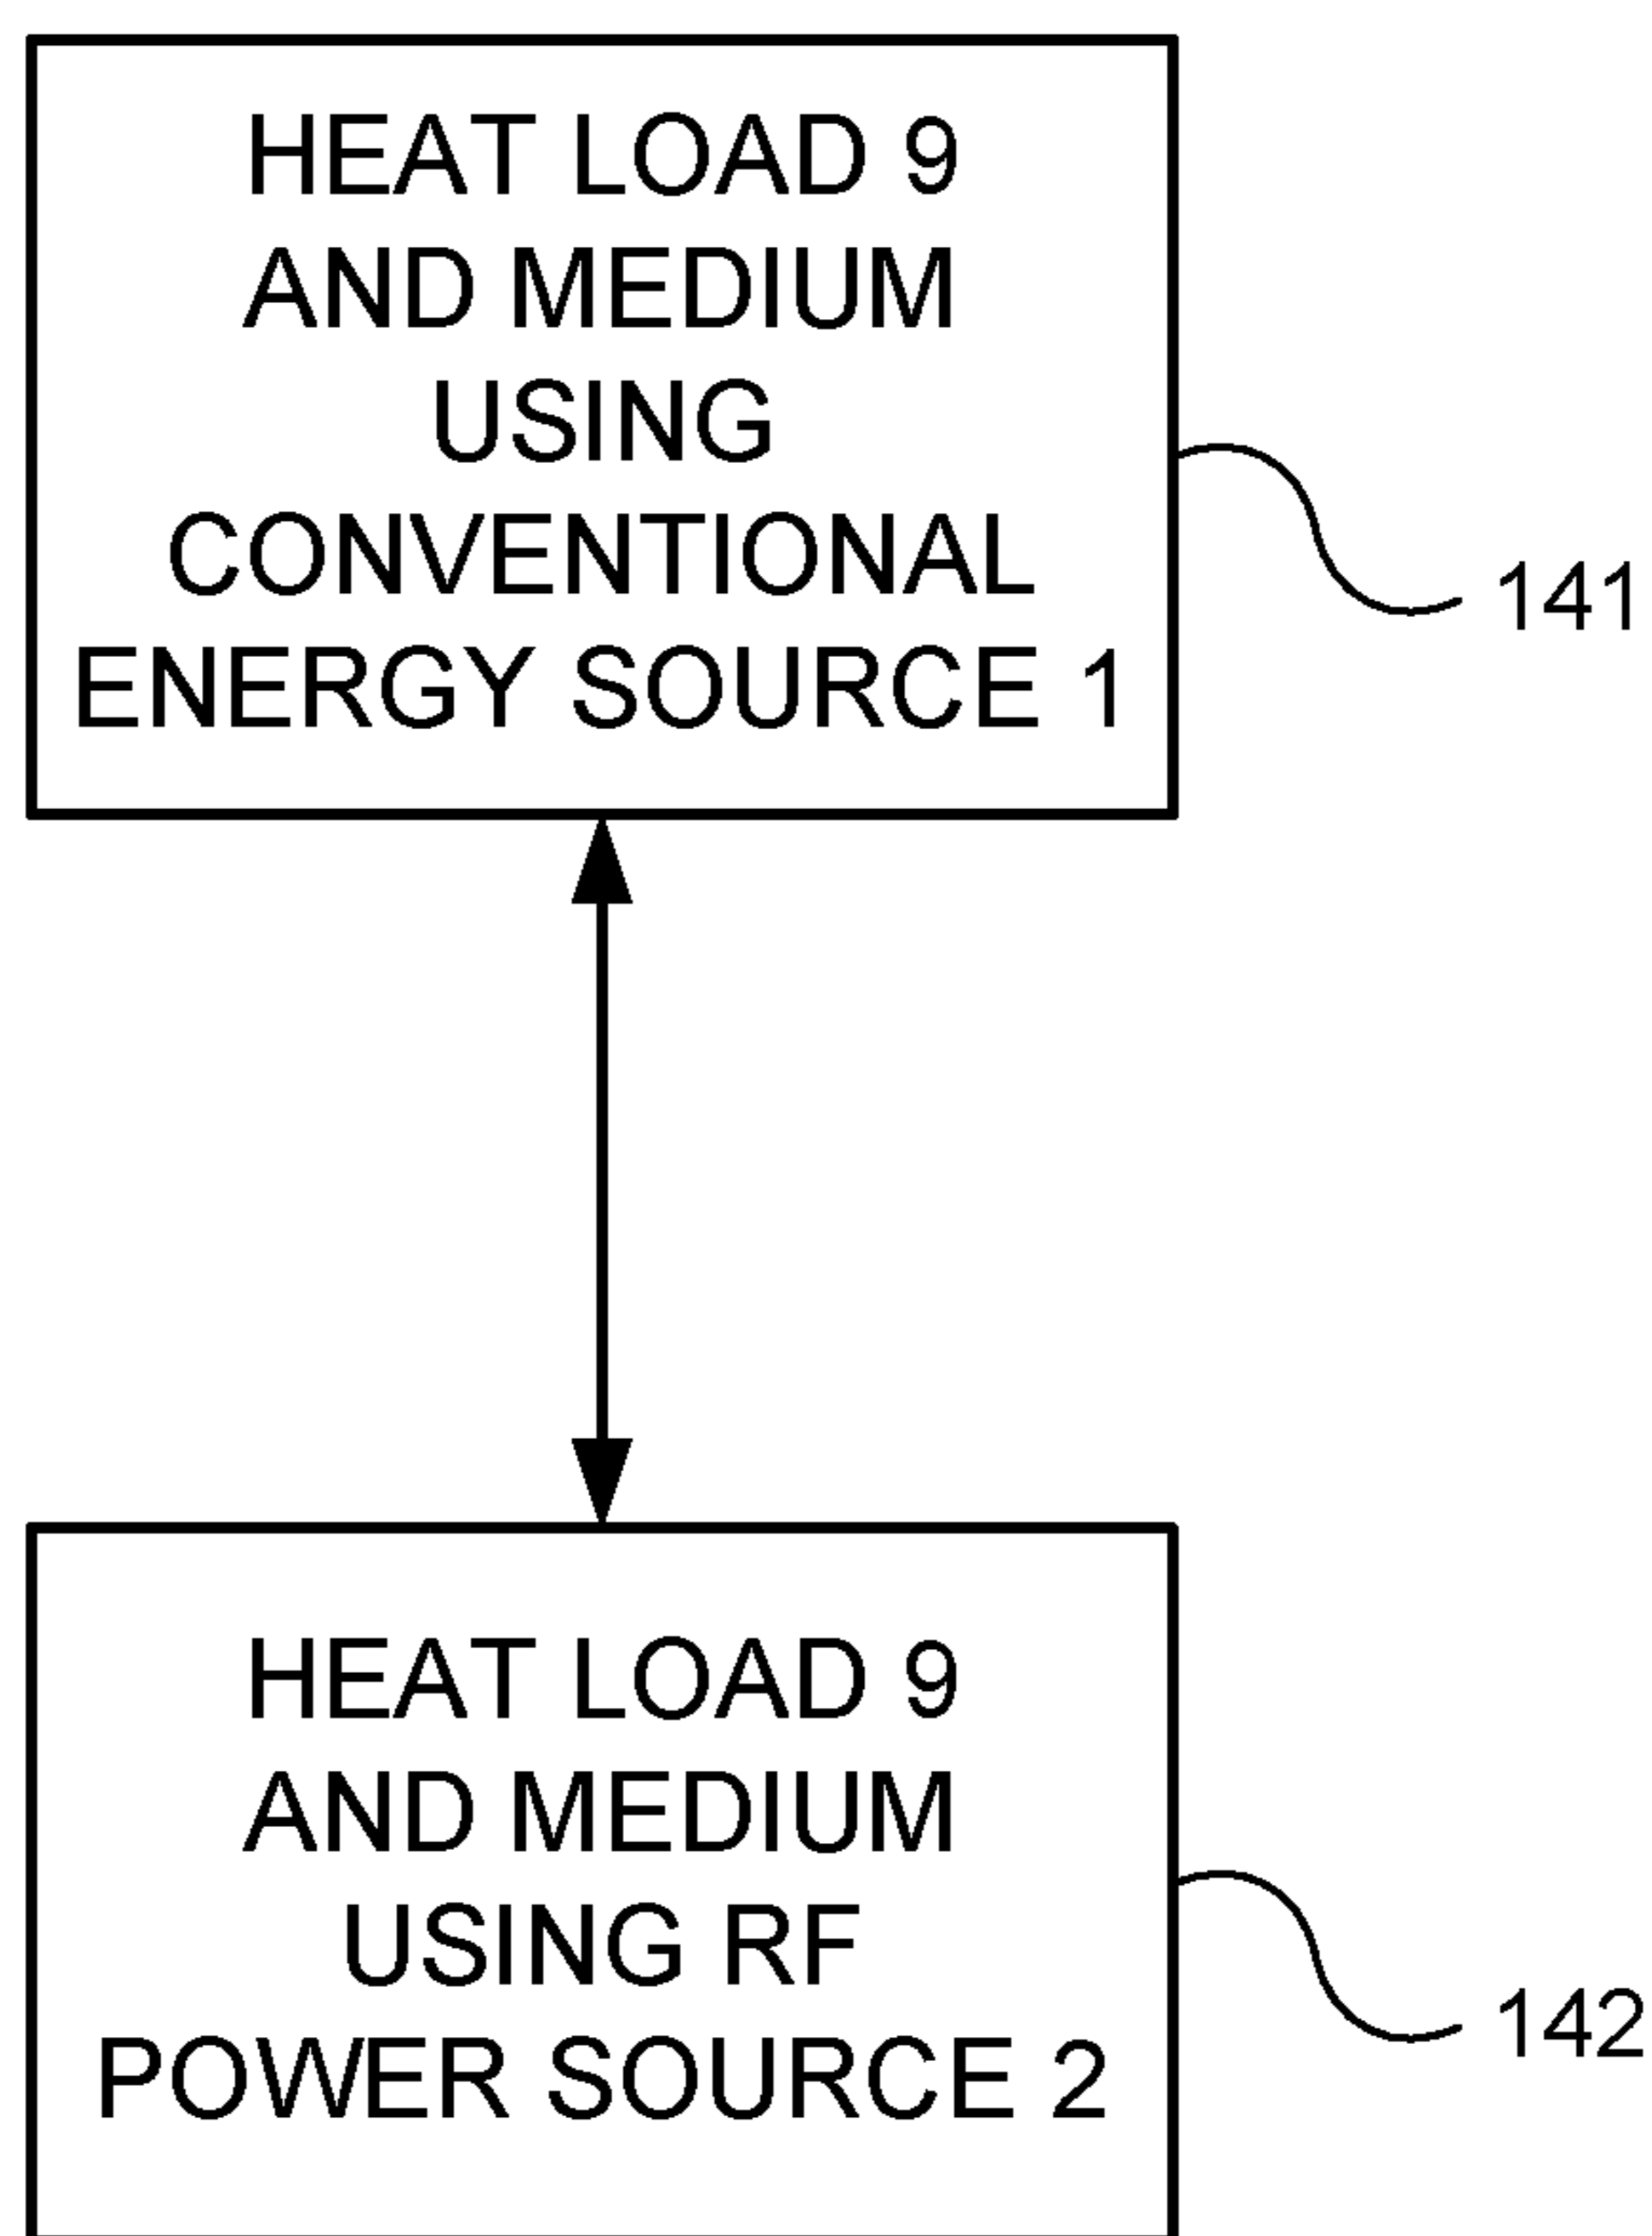 HEAT LOAD 9
AND MEDIUM
USING
CONVENTIONAL
ENERGY SOURCE 1
141
HEAT LOAD 9
AND MEDIUM
USING RF
POWER SOURCE 2
142